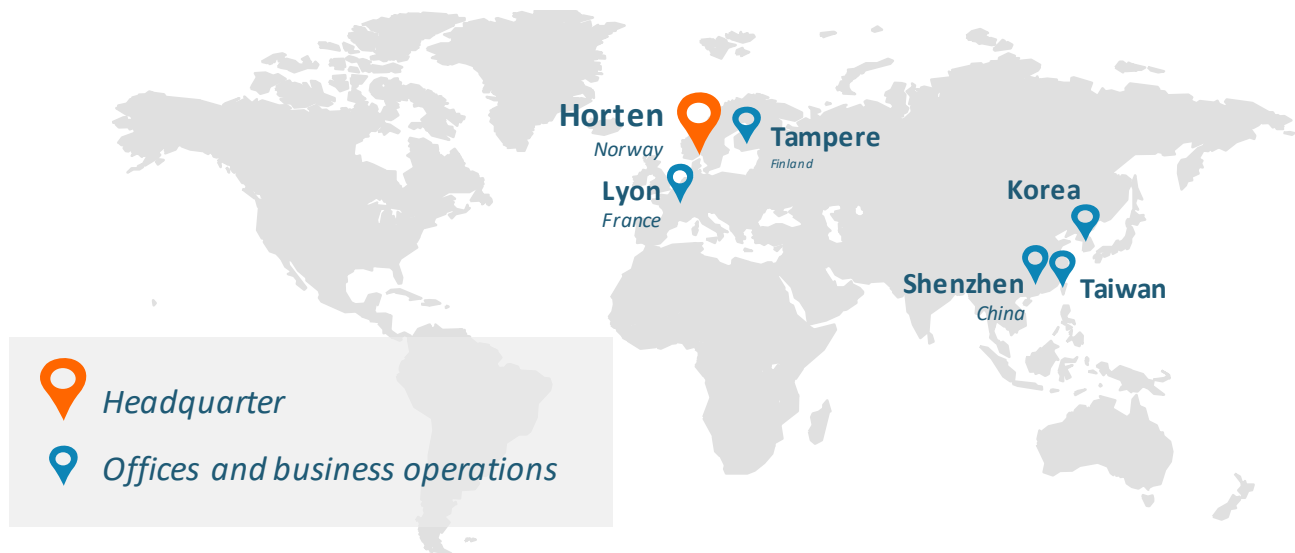 Horten
Norway
Tampere
Finland
Lyon
France
Korea
Shenzhen
China
Taiwan
Headquarter
Offices and business operations